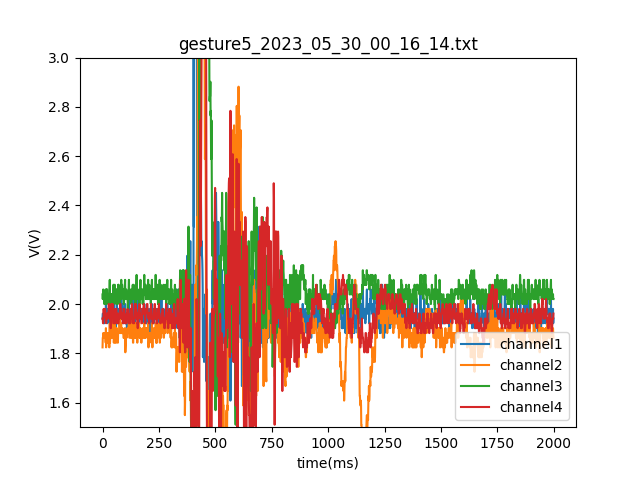 gesture5_2023_05_30_00_16_14.txt
3.0
2.8
2.6
2.4
2.2
2.0
1.8
1.6
V(V)
0 250 500 750 1000 1250 1500 1750 2000
time(ms)
channel1
channel2
channel3
channel4